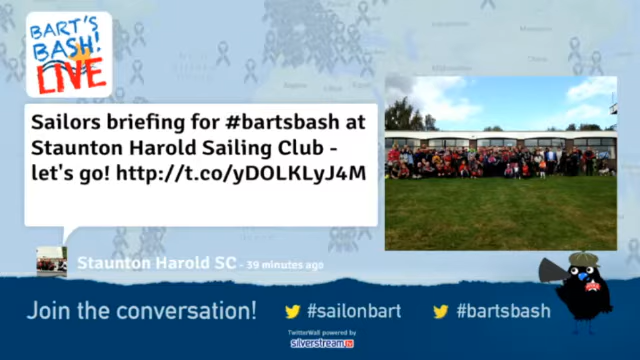 BART'S
BASH!
LIVE
Sailors briefing for #bartsbash at
Staunton Harold Sailing Club -
let's go! http://t.co/yDOLKLyJ4M
Staunton Harold SC - 39 minutes ago
Join the conversation!
#sailonbart
#bartsbash
TwitterWall powered by
silverstream